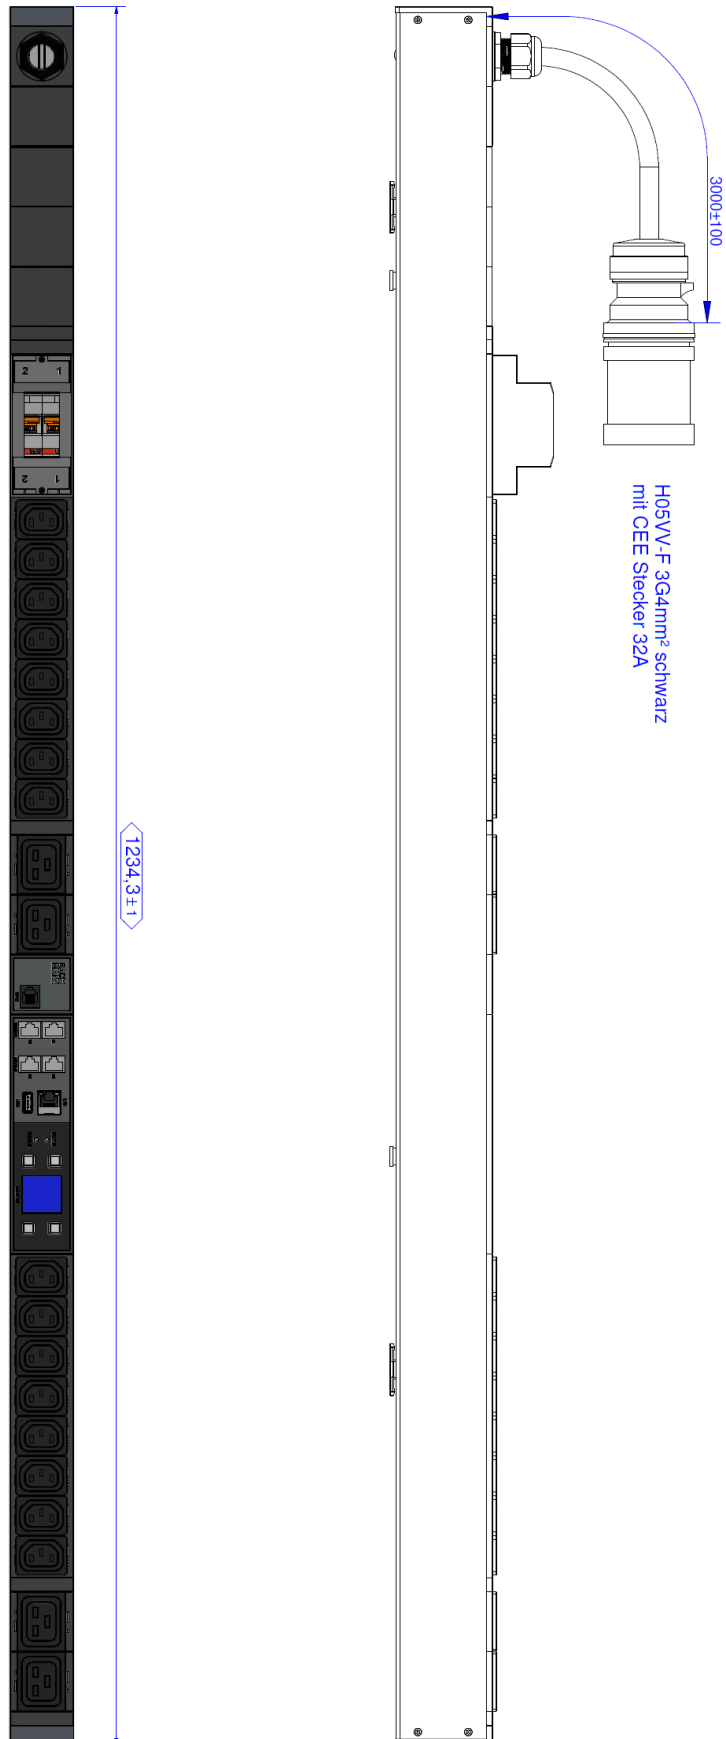 3000±100
H05VV-F 3G4mm² schwarz
mit CEE Stecker 32A
1234,3±1
2 1
2 1